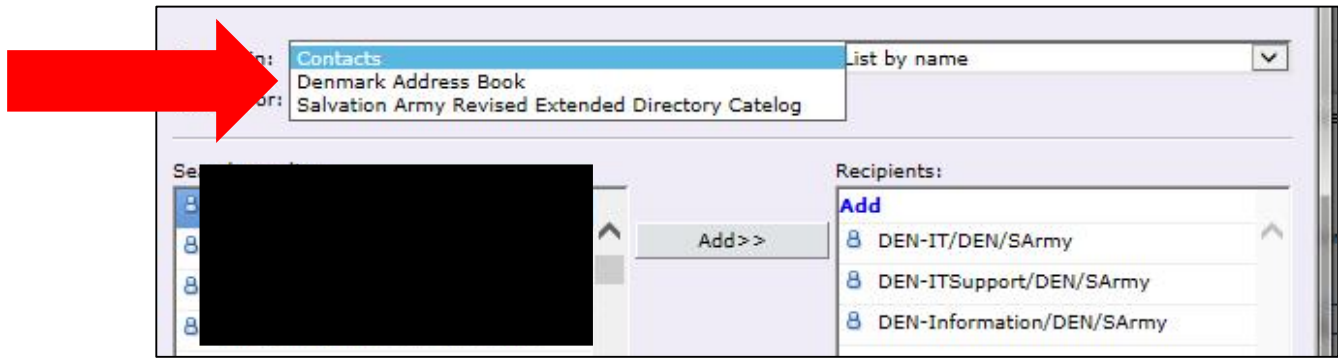 Contacts
List by name
Denmark Address Book
Salvation Army Revised Extended Directory Catelog
Recipients:
Add
Add>>
DEN-IT/DEN/SArmy
DEN-ITSupport/DEN/SArmy
DEN-Information/DEN/SArmy